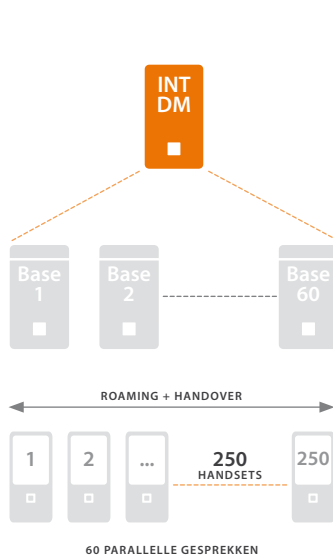 INT
DM
Base
1
Base
2
Base
60
ROAMING + HANDOVER
1
2
...
250
HANDSETS
250
60 PARALLELLE GESPREKKEN